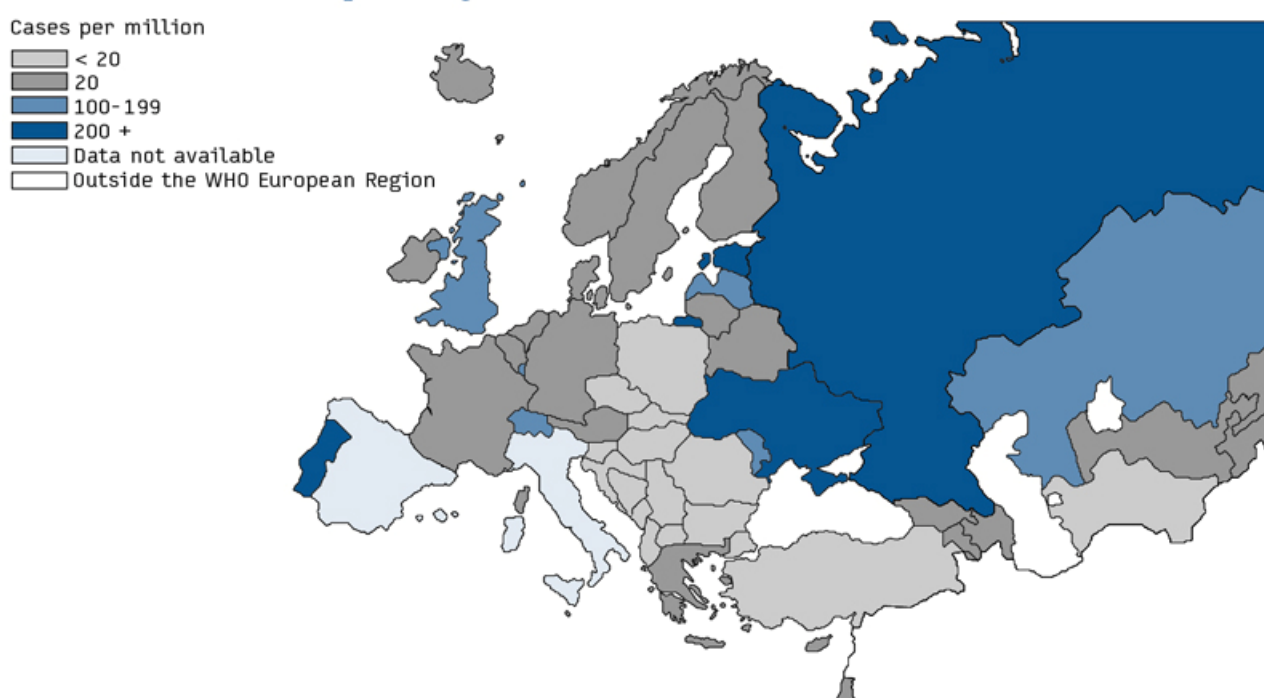 Cases per million
< 20
20
100-199
200 +
Data not available
Outside the WHO European Region